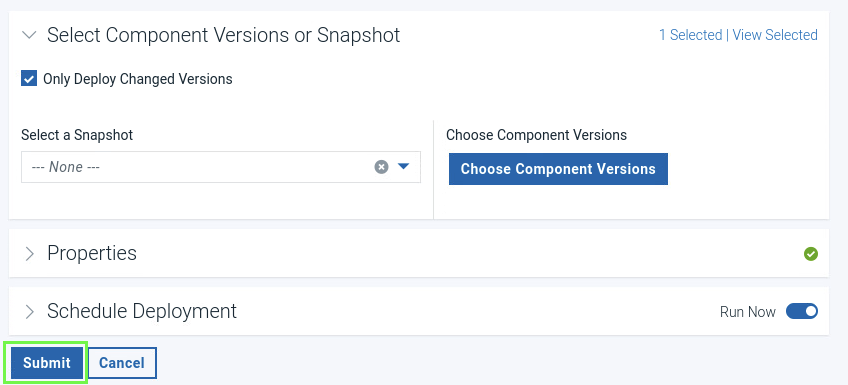 Select Component Versions or Snapshot
1 Selected | View Selected
Only Deploy Changed Versions
Select a Snapshot
--- None ---
Choose Component Versions
Choose Component Versions
Properties
Schedule Deployment
Run Now
Submit
Cancel